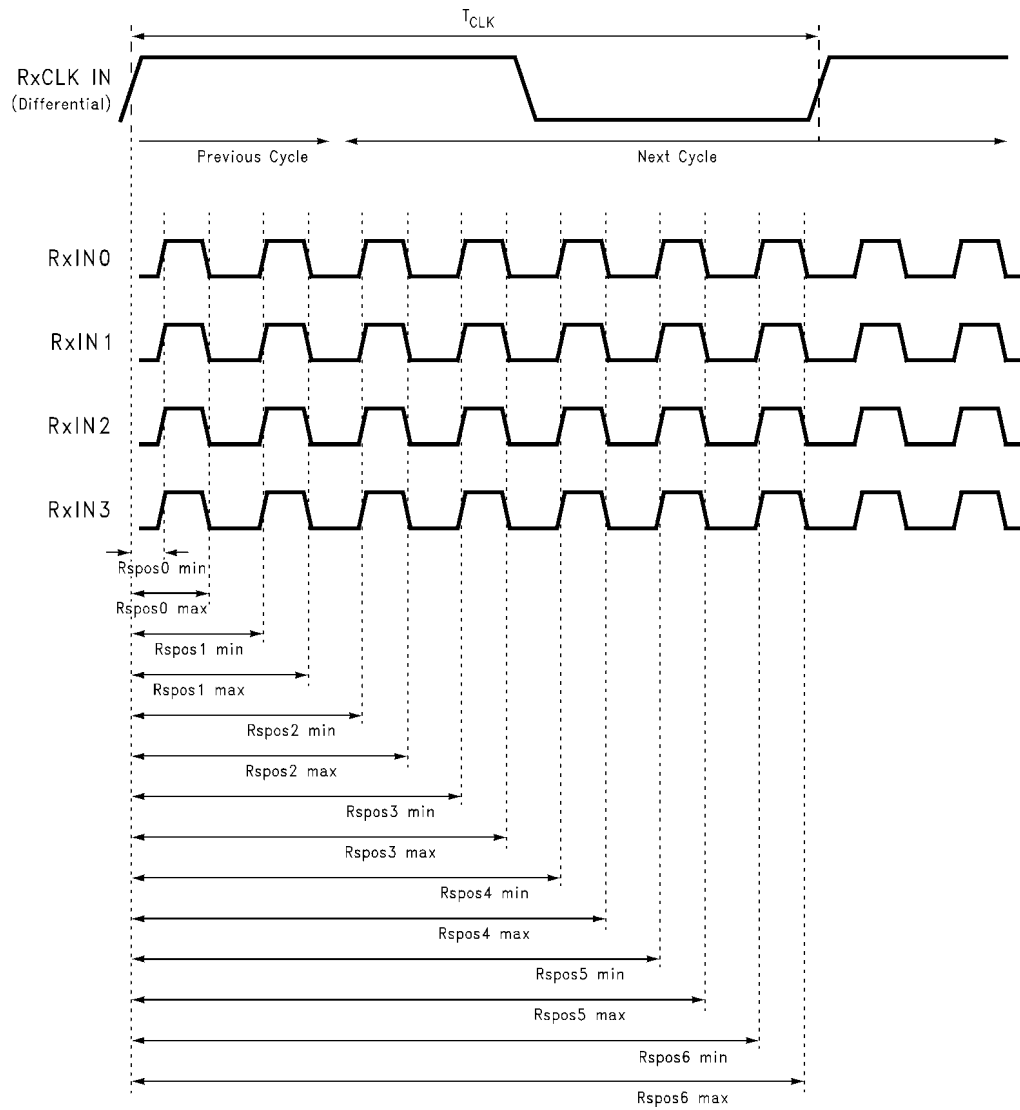 TCLK
RxCLK IN
(Differential)
Previous Cycle
Next Cycle
RxIN0
RxIN1
RxIN2
RxIN3
Rspos0 min
Rspos0 max
Rspos1 min
Rspos1 max
Rspos2 min
Rspos2 max
Rspos3 min
Rspos3 max
Rspos4 min
Rspos4 max
Rspos5 min
Rspos5 max
Rspos6 min
Rspos6 max